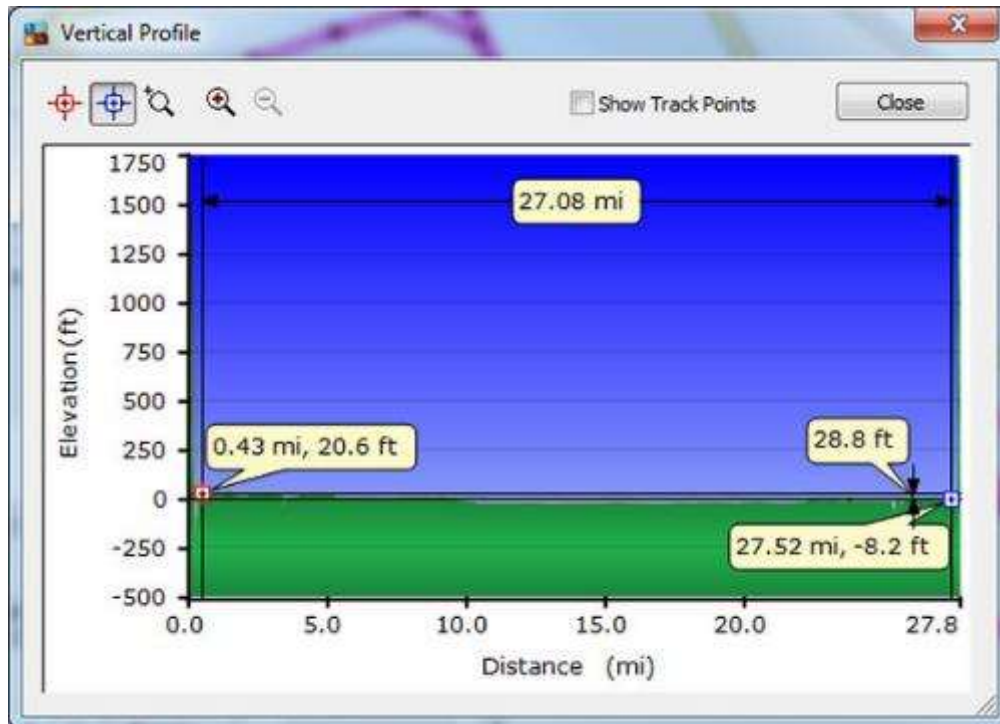 Vertical Profile
Show Track Points
Close
1750
1500
1250
1000
750
500
250
0
-250
-500
Elevation (ft)
27.08 mi
0.43 mi, 20.6 ft
28.8 ft
27.52 mi, -8.2 ft
0.0 5.0 10.0 15.0 20.0 27.8
Distance (mi)